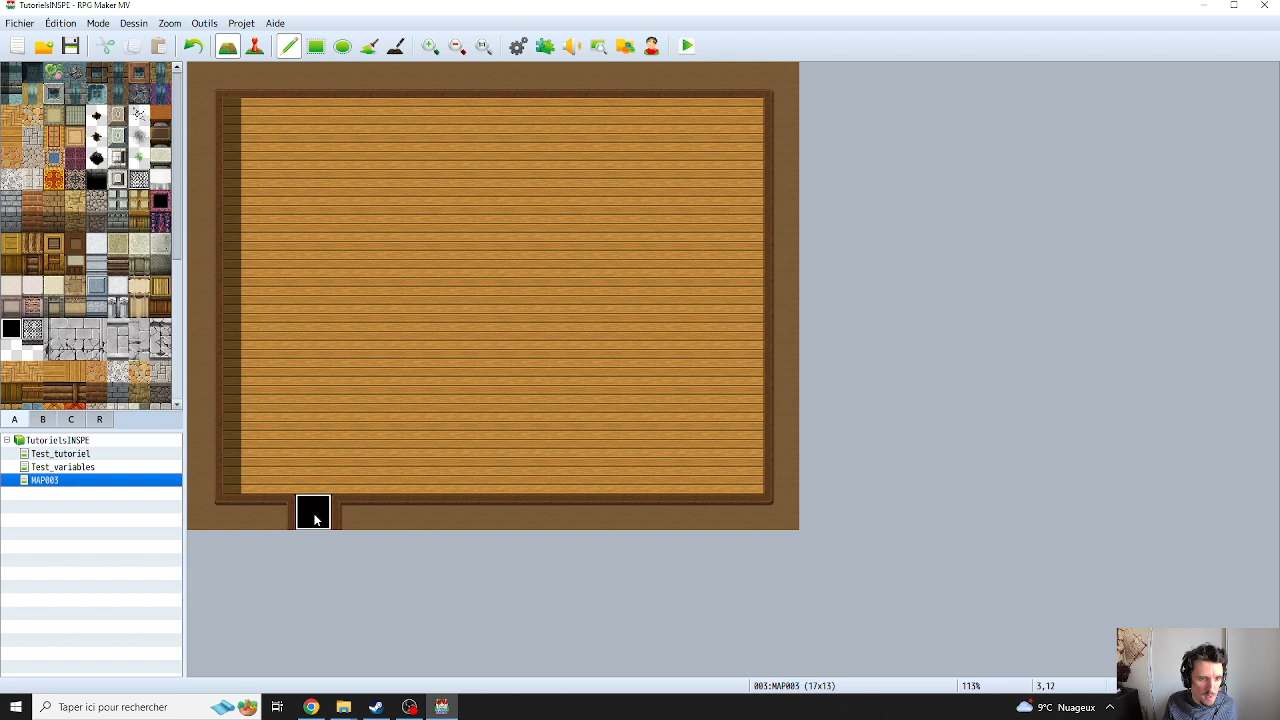 TutorielsINSPE - RPG Maker MV
Fichier Édition Mode Dessin Zoom Outils Projet Aide
A B C R
TutorielsINSPE
Test_tutoriel
Test_variables
MAP003
003:MAP003 (17x13) 113% 3,12
Taper ici pour rechercher
9°C Nuageux